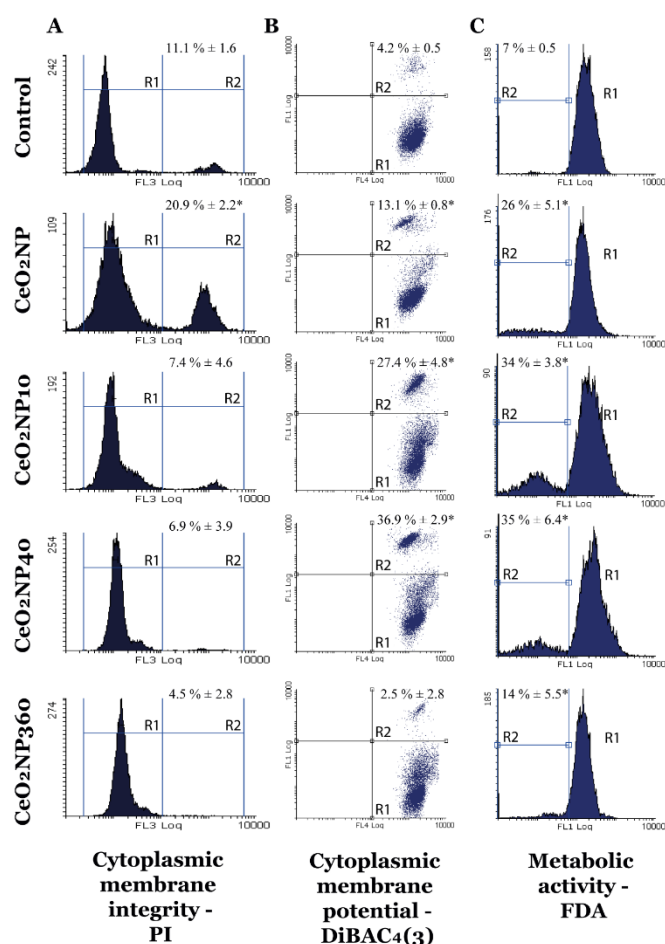 A B C
Control
11.1 % ± 1.6
242
R1 R2
FL3 Log 10000
4.2 % ± 0.5
10000
FL1 Log
R2
R1
FL4 Log 10000
7 % ± 0.5
158
R2 R1
FL1 Log 10000
CeO2NP
20.9 % ± 2.2*
109
R1 R2
FL3 Log 10000
13.1 % ± 0.8*
10000
FL1 Log
R2
R1
FL4 Log 10000
26 % ± 5.1*
176
R2 R1
FL1 Log 10000
CeO2NP10
7.4 % ± 4.6
192
R1 R2
FL3 Log 10000
27.4 % ± 4.8*
10000
FL1 Log
R2
R1
FL4 Log 10000
34 % ± 3.8*
90
R2 R1
FL1 Log 10000
CeO2NP40
6.9 % ± 3.9
254
R1 R2
FL3 Log 10000
36.9 % ± 2.9*
10000
FL1 Log
R2
R1
FL4 Log 10000
35 % ± 6.4*
91
R2 R1
FL1 Log 10000
CeO2NP360
4.5 % ± 2.8
274
R1 R2
FL3 Log 10000
2.5 % ± 2.8
10000
FL1 Log
R2
R1
FL4 Log 10000
14 % ± 5.5*
185
R2 R1
FL1 Log 10000
Cytoplasmic
membrane
integrity -
PI
Cytoplasmic
membrane
potential -
DiBAC4(3)
Metabolic
activity -
FDA